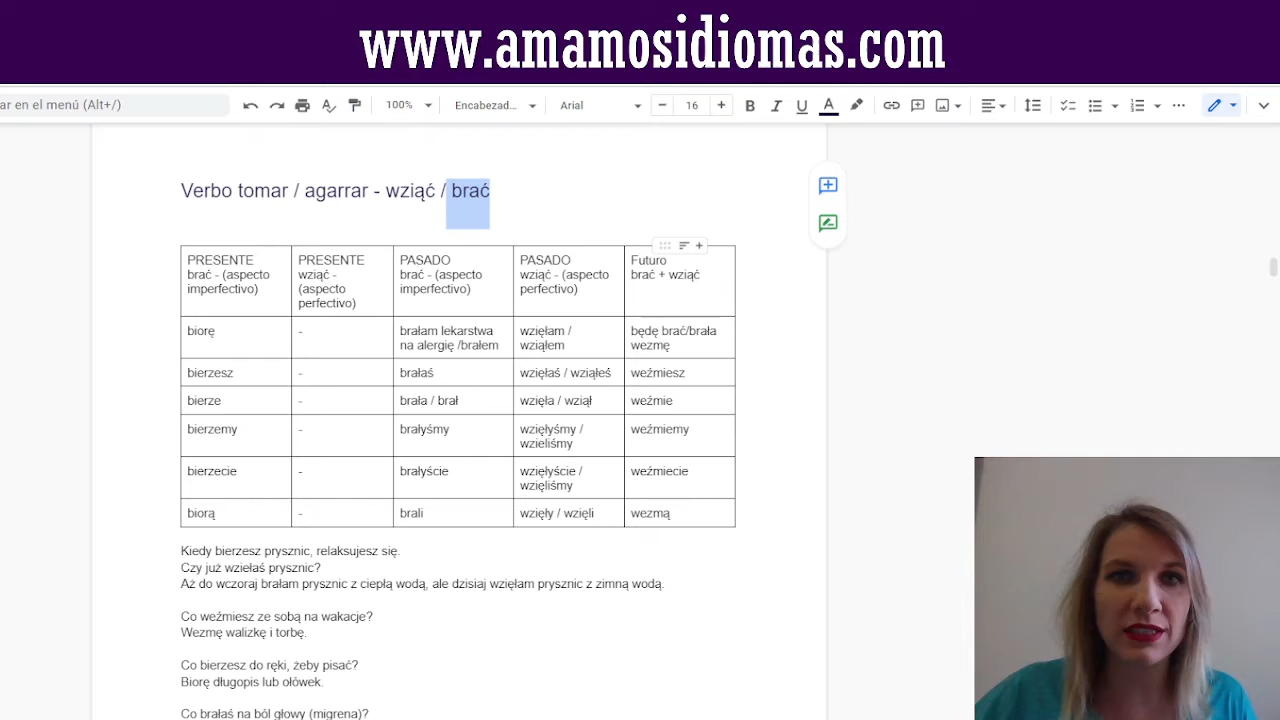 www.amamosidiomas.com
ar en el menú (Alt+/)
100%
Encabezad...
Arial
16
Verbo tomar / agarrar - wziąć / brać
PRESENTE
brać - (aspecto
imperfectivo)
PRESENTE
wziąć -
(aspecto
perfectivo)
PASADO
brać - (aspecto
imperfectivo)
PASADO
wziąć - (aspecto
perfectivo)
Futuro
brać + wziąć
biorę
-
brałam lekarstwa
na alergię /brałem
wzięłam /
wziąłem
będę brać/brała
wezmę
bierzesz
-
brałaś
wzięłaś / wziąłeś
weźmiesz
bierze
-
brała / brał
wzięła / wziął
weźmie
bierzemy
-
brałyśmy
wzięłyśmy /
wzieliśmy
weźmiemy
bierzecie
-
brałyście
wzięłyście /
wzięliśmy
weźmiecie
biorą
-
brali
wzięły / wzięli
wezmą
Kiedy bierzesz prysznic, relaksujesz się.
Czy już wziełaś prysznic?
Aż do wczoraj brałam prysznic z ciepłą wodą, ale dzisiaj wzięłam prysznic z zimną wodą.
Co weźmiesz ze sobą na wakacje?
Wezmę walizkę i torbę.
Co bierzesz do ręki, żeby pisać?
Biorę długopis lub ołówek.
Co brałaś na ból głowy (migrena)?